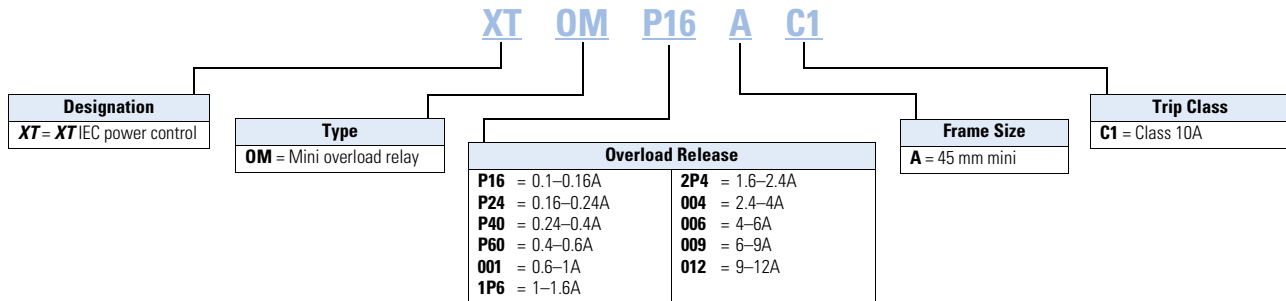 XT OM P16 A C1
Designation
XT = XT IEC power control
Type
OM = Mini overload relay
Overload Release
P16 = 0.1–0.16A
P24 = 0.16–0.24A
P40 = 0.24–0.4A
P60 = 0.4–0.6A
001 = 0.6–1A
1P6 = 1–1.6A
2P4 = 1.6–2.4A
004 = 2.4–4A
006 = 4–6A
009 = 6–9A
012 = 9–12A
Frame Size
A = 45 mm mini
Trip Class
C1 = Class 10A